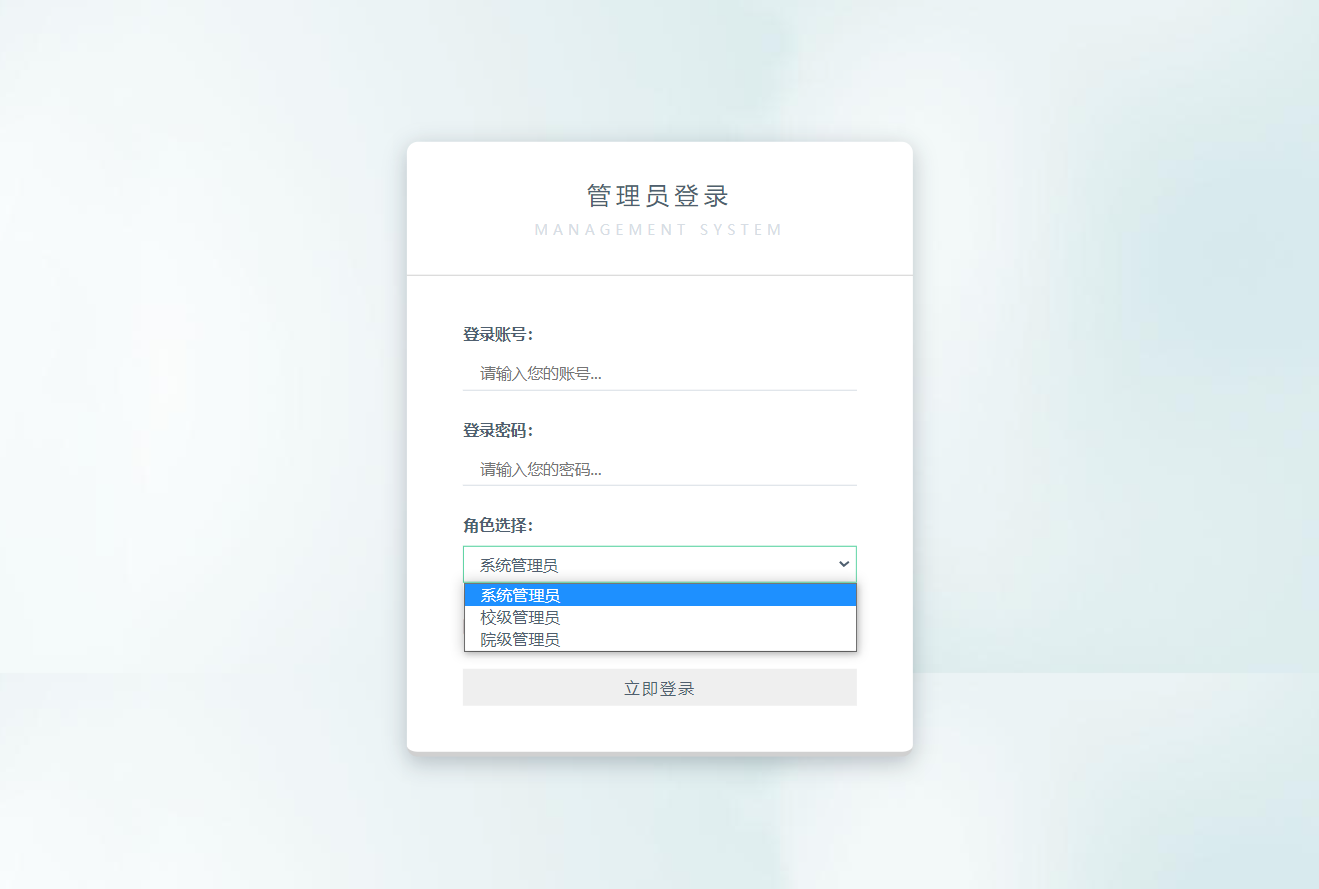 管理员登录
MANAGEMENT SYSTEM
登录账号：
请输入您的账号...
登录密码：
请输入您的密码...
角色选择：
系统管理员
系统管理员
校级管理员
院级管理员
立即登录